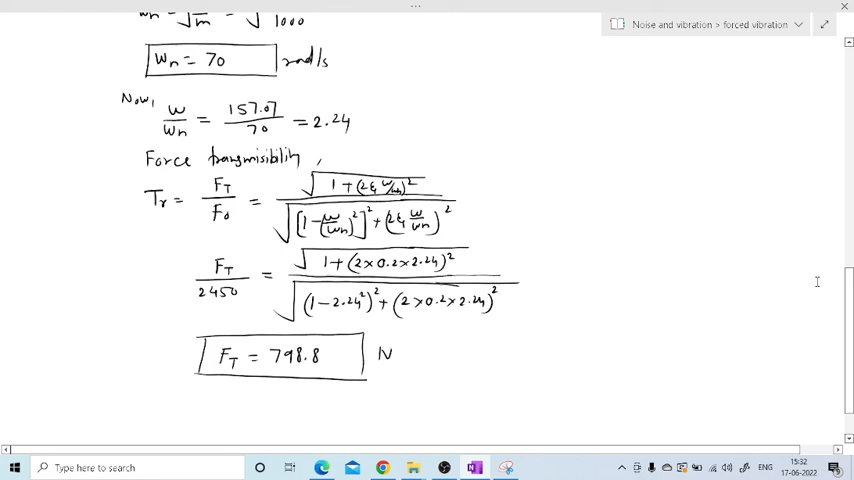 Noise and vibration > forced vibration
wn = √ /m = √ /1000
Wn = 70 rad/s
Now, w/wn = 157.07/70 = 2.24
Force transmisibility,
Tr = FT/F0 = √(1+(2ξ w/wn)²) / √([1-(w/wn)²]²+(2ξ w/wn)²)
FT/2450 = √(1+(2×0.2×2.24)²) / √((1-2.24²)²+(2×0.2×2.24)²)
FT = 798.8 N
Type here to search
ENG
15:32
17-06-2022